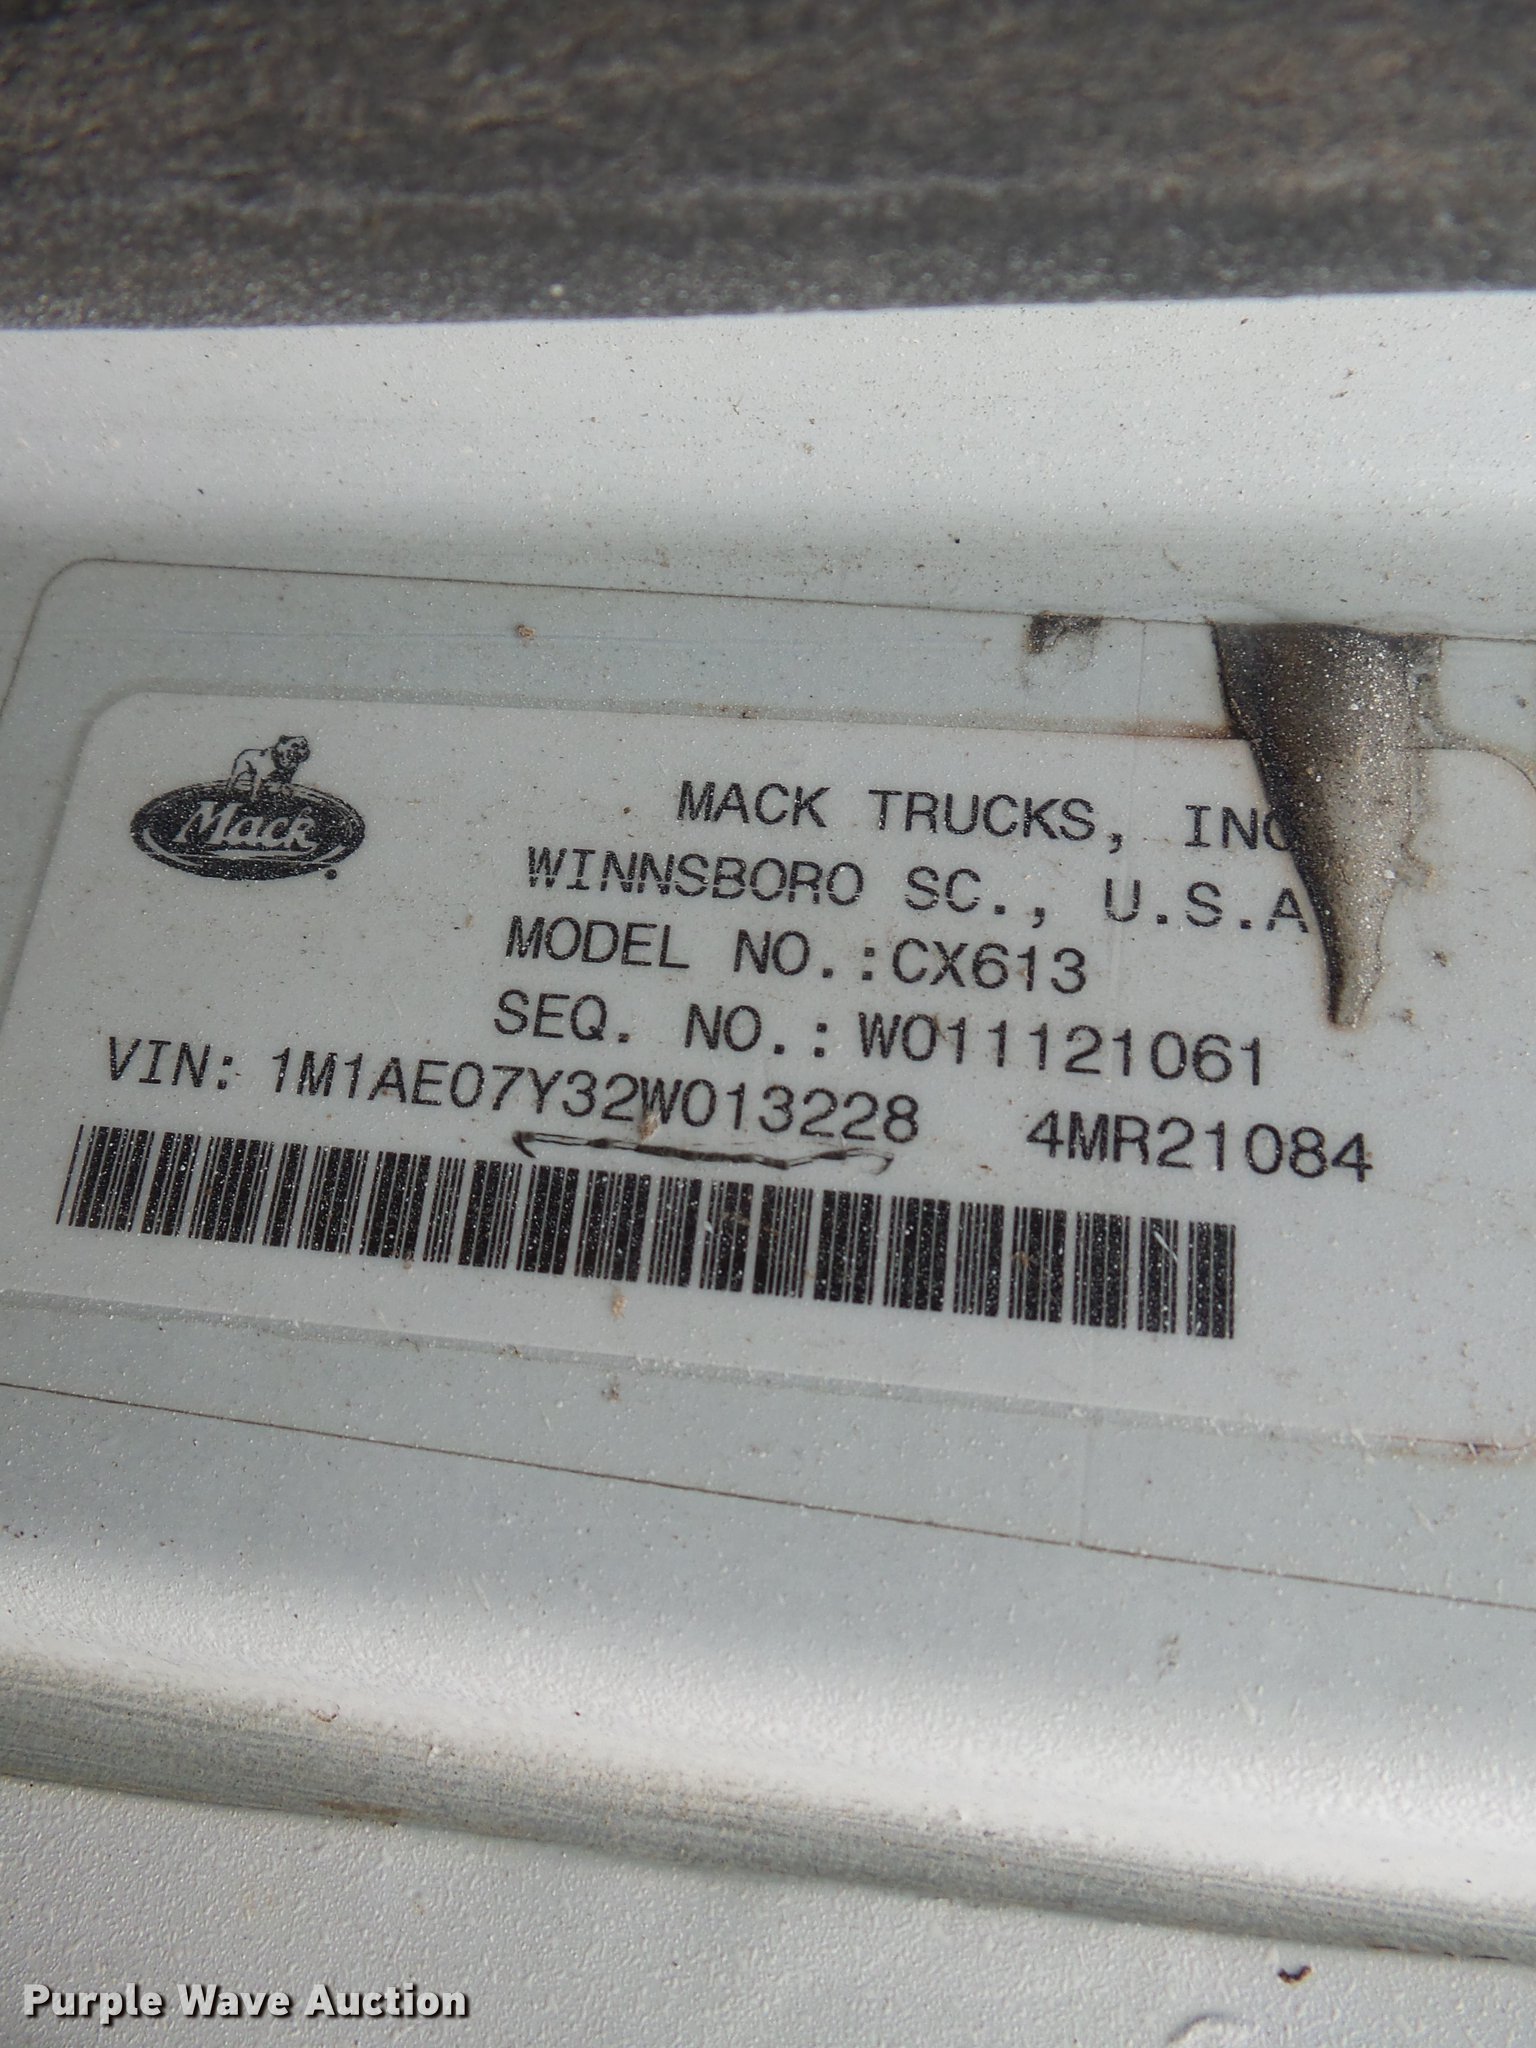 Mack
MACK TRUCKS, INC
WINNSBORO SC., U.S.A
MODEL NO.:CX613
SEQ. NO.: W011121061
VIN: 1M1AE07Y32W013228 4MR21084
Purple Wave Auction